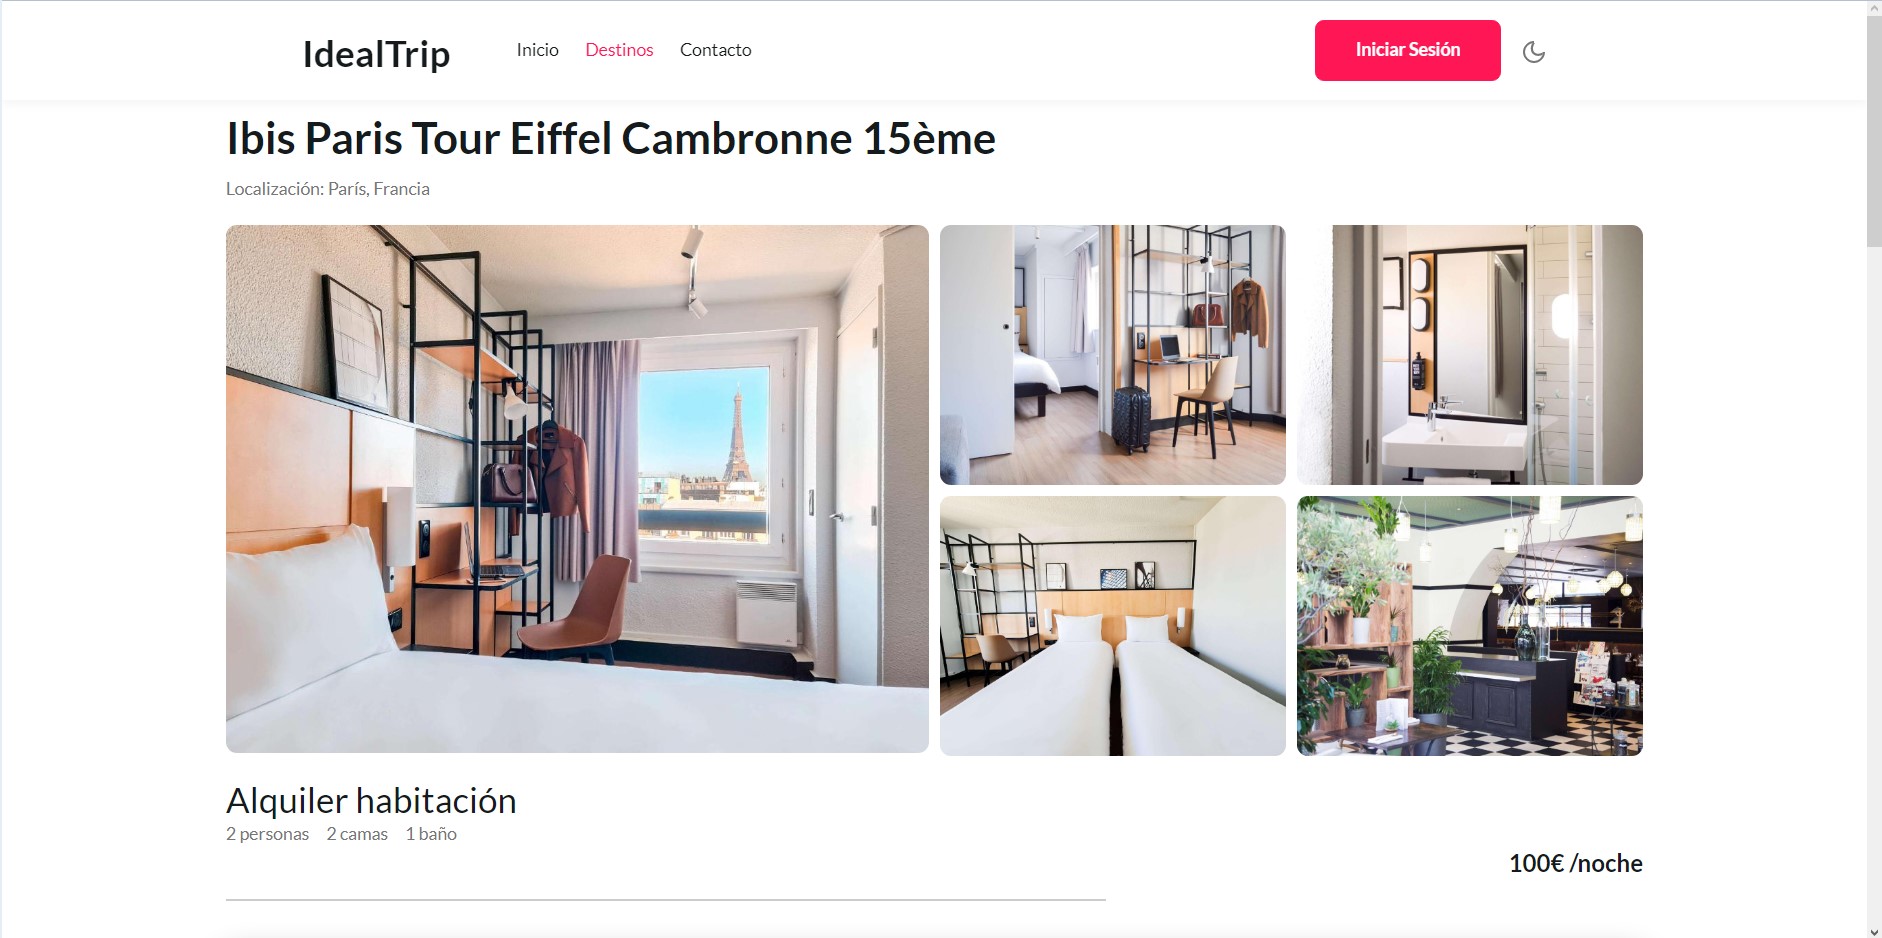 IdealTrip
Inicio Destinos Contacto
Iniciar Sesión
Ibis Paris Tour Eiffel Cambronne 15ème
Localización: París, Francia
Alquiler habitación
2 personas 2 camas 1 baño
100€ /noche